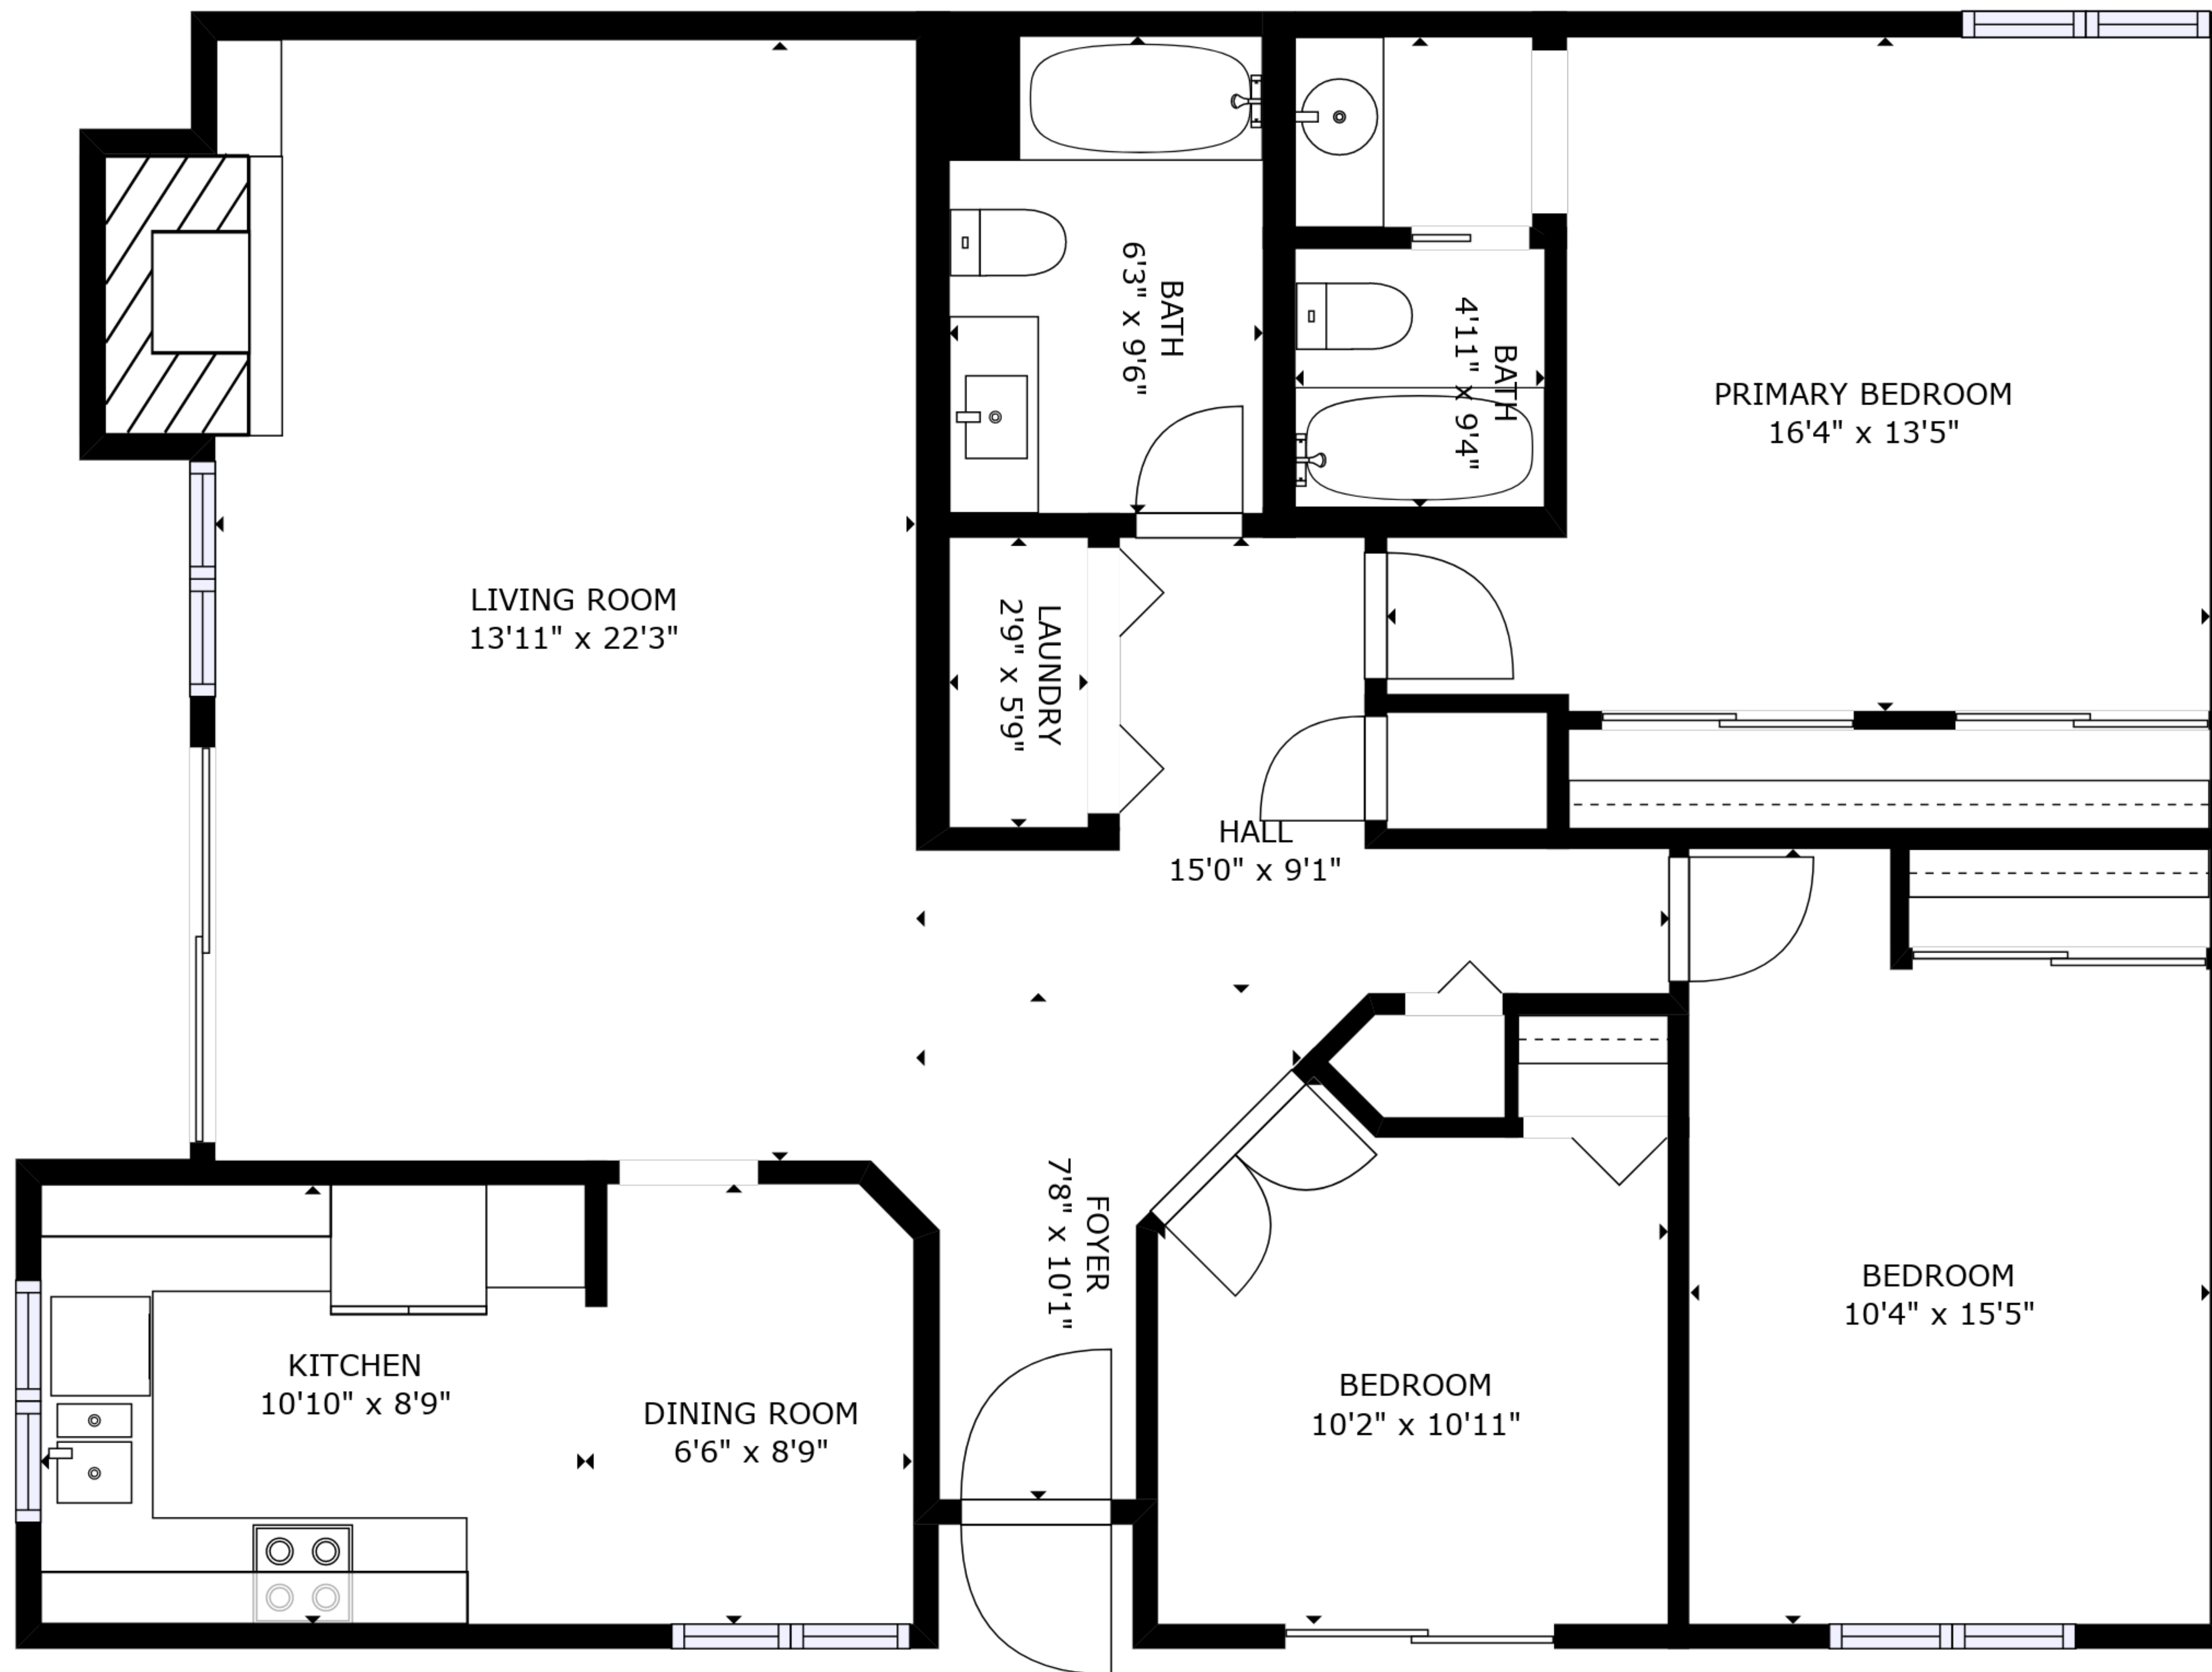 BATH
6'3" x 9'6"
BATH
4'11" x 9'4"
PRIMARY BEDROOM
16'4" x 13'5"
LIVING ROOM
13'11" x 22'3"
LAUNDRY
2'9" x 5'9"
HALL
15'0" x 9'1"
FOYER
7'8" x 10'1"
BEDROOM
10'4" x 15'5"
KITCHEN
10'10" x 8'9"
DINING ROOM
6'6" x 8'9"
BEDROOM
10'2" x 10'11"